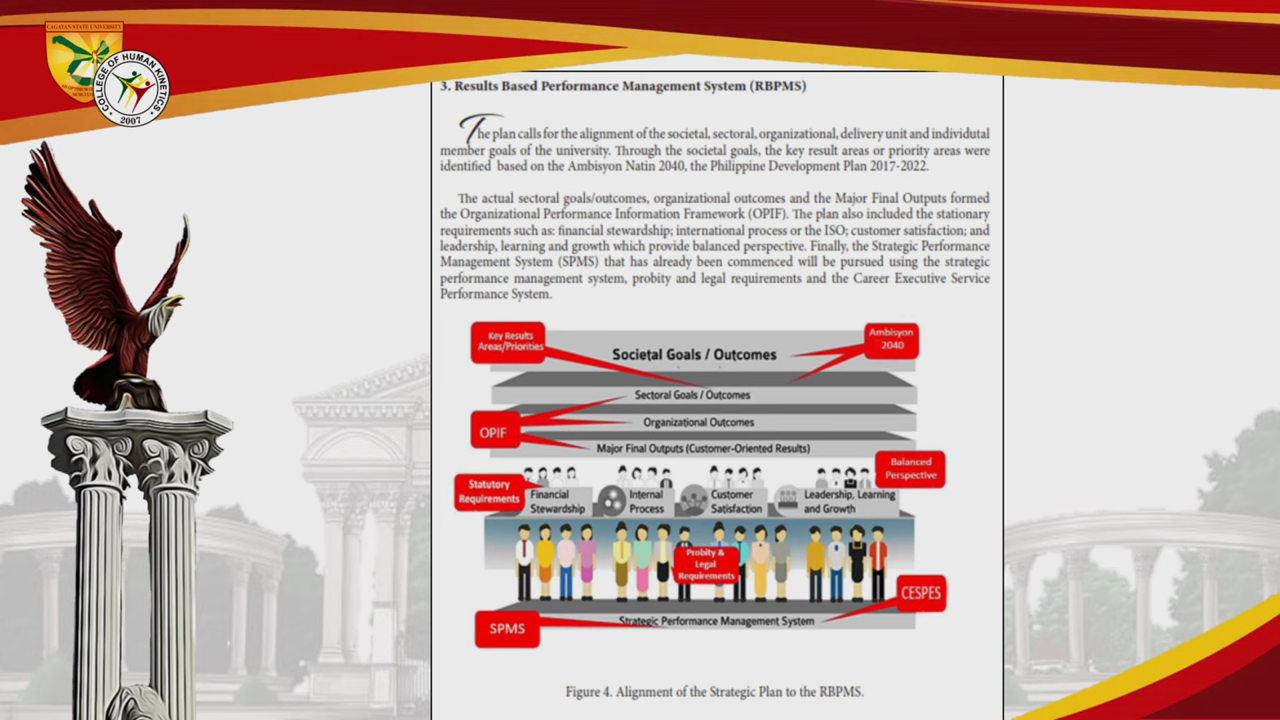 CAGAYAN STATE UNIVERSITY
COLLEGE OF HUMAN KINETICS
2007
3. Results Based Performance Management System (RBPMS)
The plan calls for the alignment of the societal, sectoral, organizational, delivery unit and individutal
member goals of the university. Through the societal goals, the key result areas or priority areas were
identified based on the Ambisyon Natin 2040, the Philippine Development Plan 2017-2022.
The actual sectoral goals/outcomes, organizational outcomes and the Major Final Outputs formed
the Organizational Performance Information Framework (OPIF). The plan also included the stationary
requirements such as: financial stewardship; international process or the ISO; customer satisfaction; and
leadership, learning and growth which provide balanced perspective. Finally, the Strategic Performance
Management System (SPMS) that has already been commenced will be pursued using the strategic
performance management system, probity and legal requirements and the Career Executive Service
Performance System.
Key Results
Areas/Priorities
Ambisyon
2040
Societal Goals / Outcomes
Sectoral Goals / Outcomes
Organizational Outcomes
OPIF
Major Final Outputs (Customer-Oriented Results)
Balanced
Perspective
Statutory
Requirements
Financial
Stewardship
Internal
Process
Customer
Satisfaction
Leadership, Learning
and Growth
Probity &
Legal
Requirements
CESPES
SPMS
Strategic Performance Management System
Figure 4. Alignment of the Strategic Plan to the RBPMS.